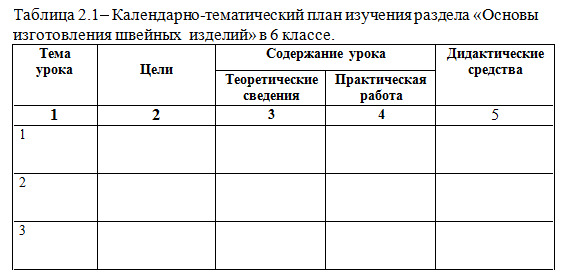 Таблица 2.1– Календарно-тематический план изучения раздела «Основы
изготовления швейных изделий» в 6 классе.
Тема урока
Цели
Содержание урока
Дидактические средства
Теоретические сведения
Практическая работа
1 2 3 4 5
1
2
3